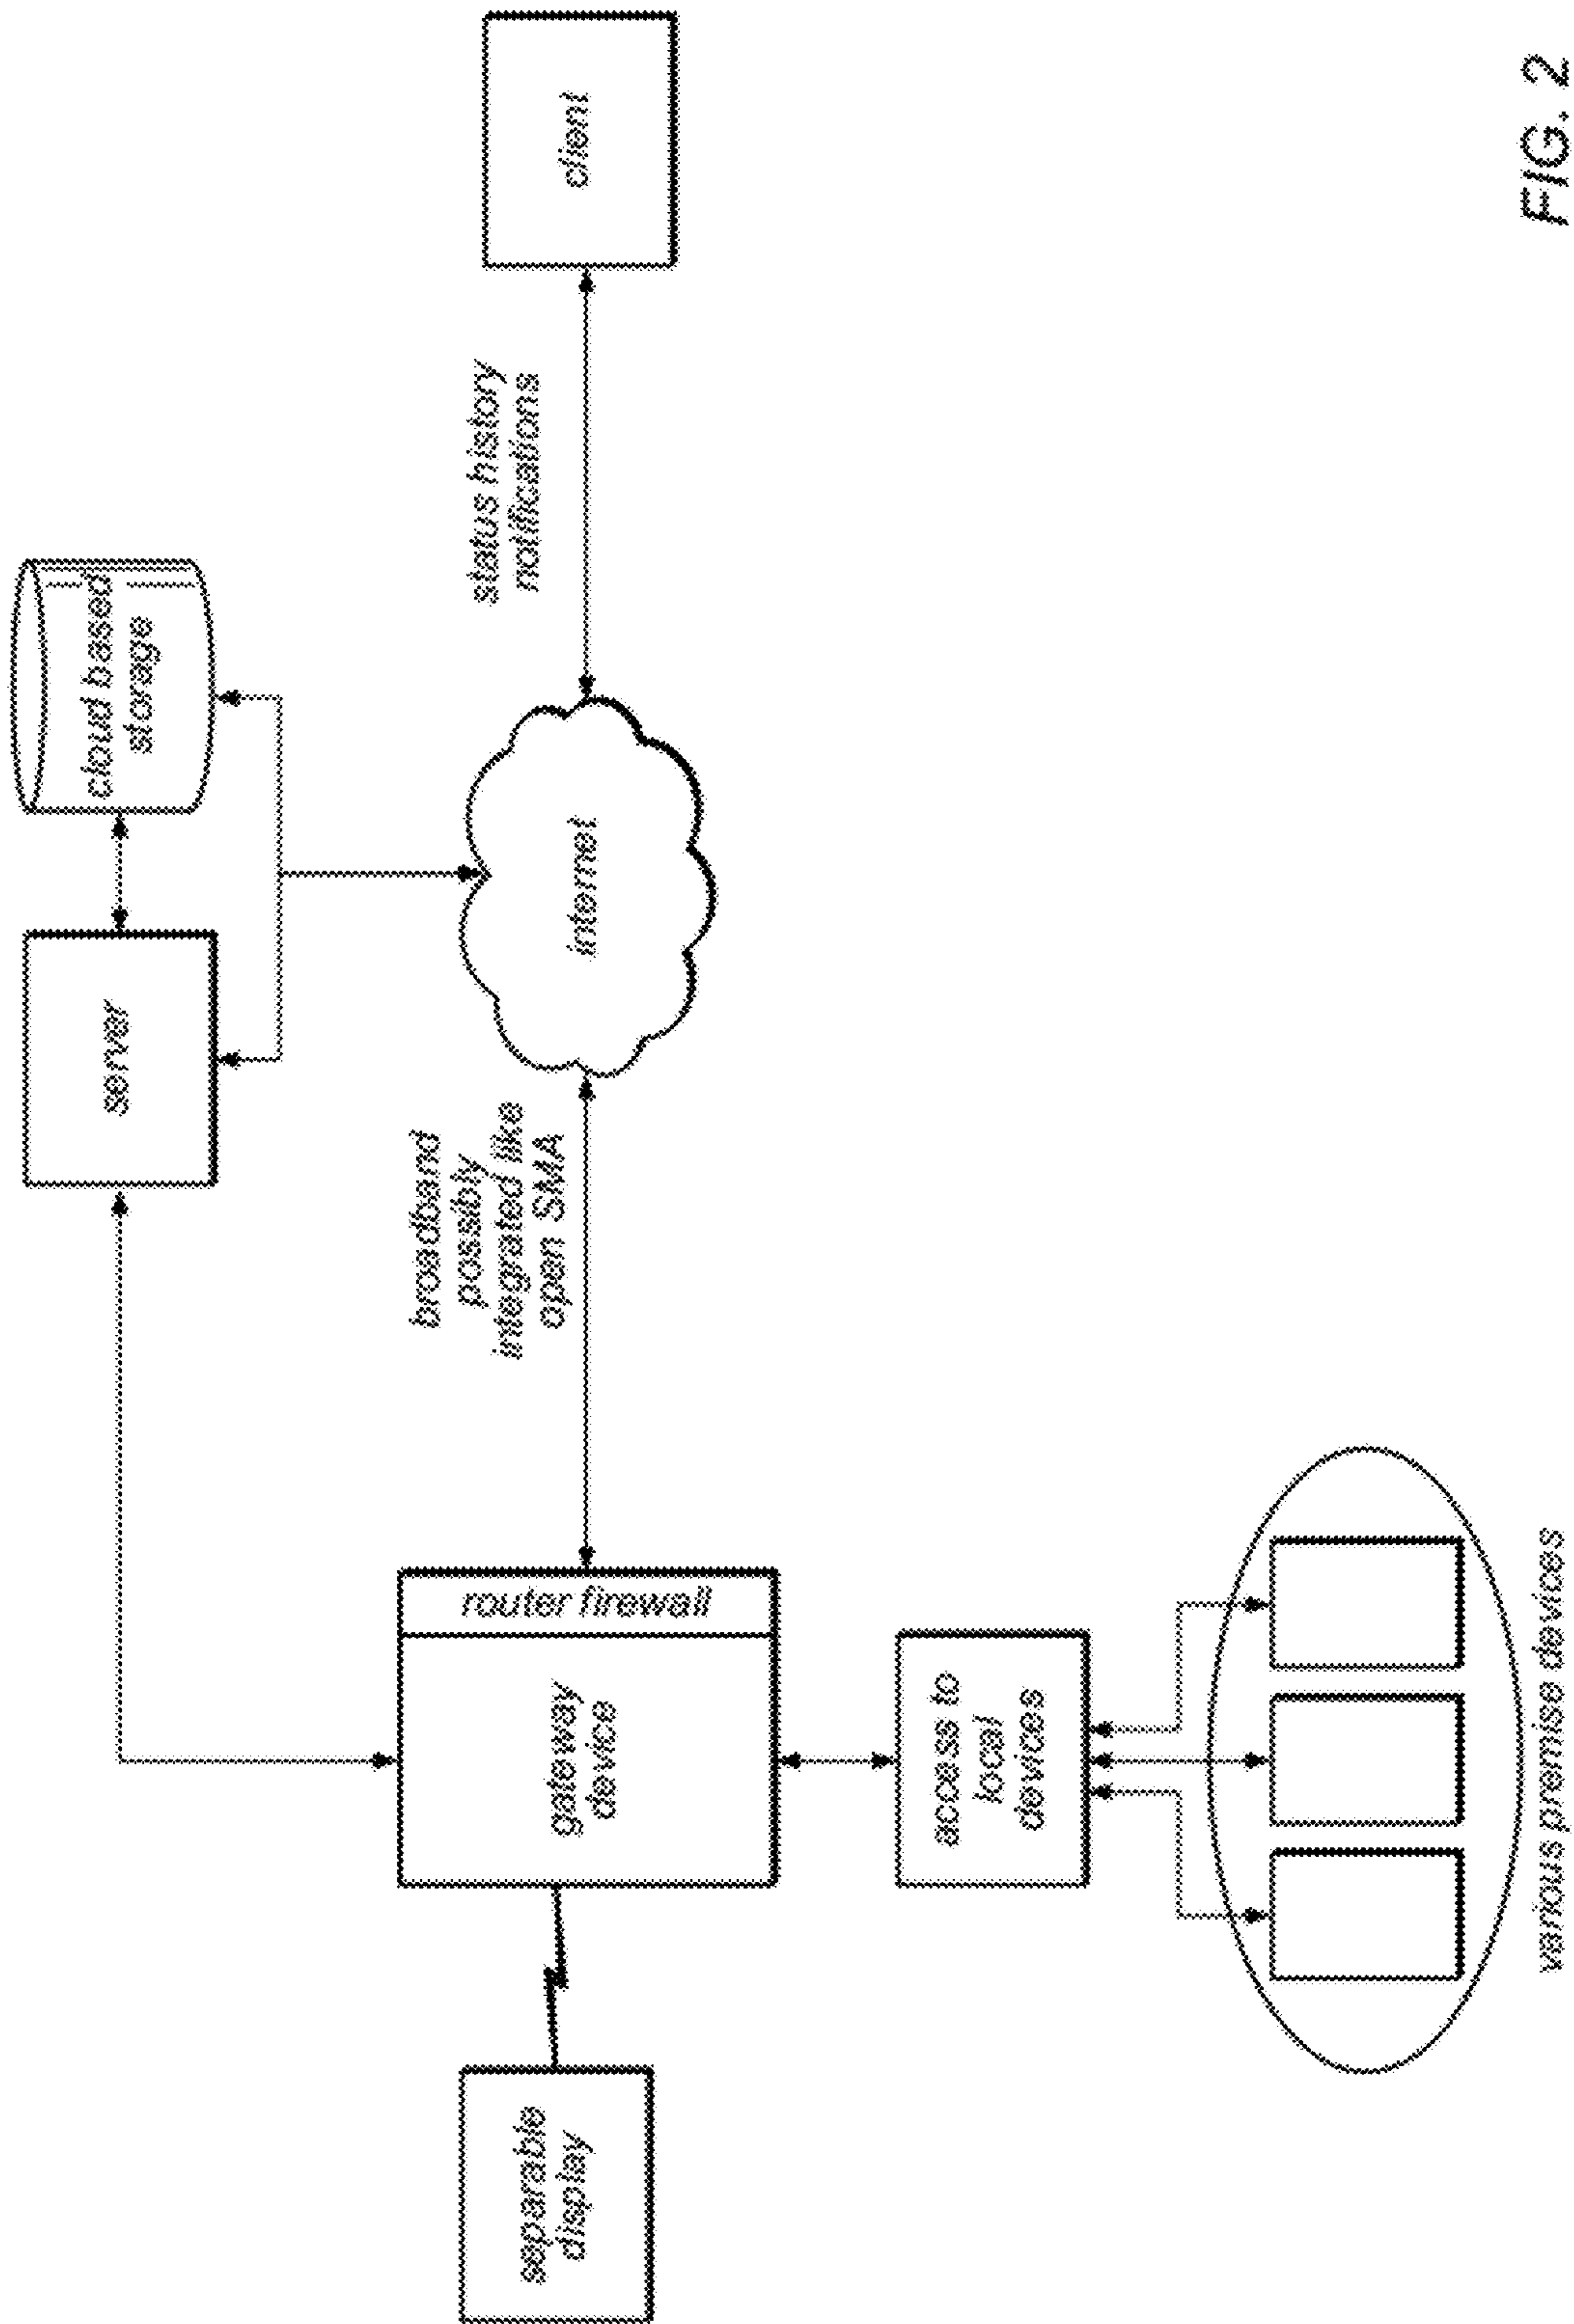 server
cloud based
storage
broadband
possibly
integrated like
open SMA
status history
notifications
separable
display
gateway
device
router firewall
internet
client
access to
local
devices
various premise devices
FIG. 2